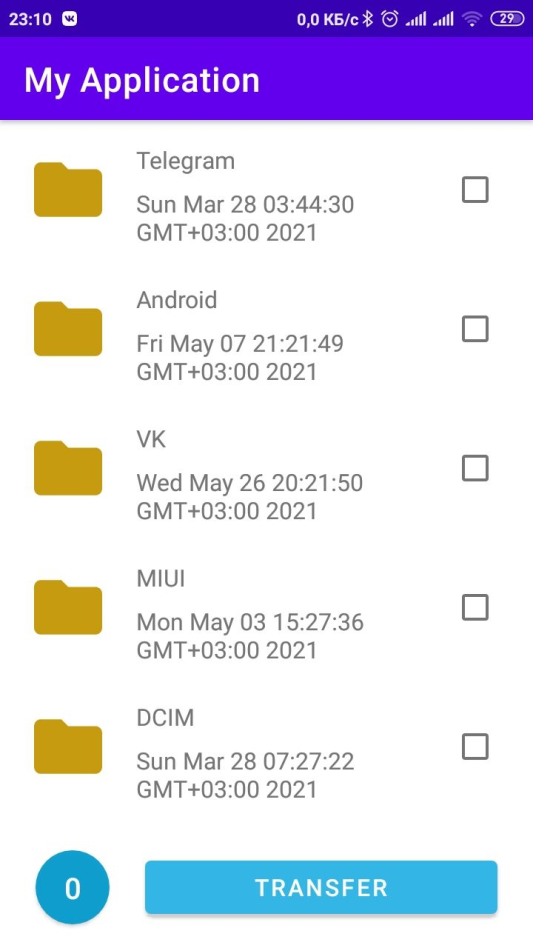 23:10 0,0 КБ/с 29
My Application
Telegram
Sun Mar 28 03:44:30
GMT+03:00 2021
Android
Fri May 07 21:21:49
GMT+03:00 2021
VK
Wed May 26 20:21:50
GMT+03:00 2021
MIUI
Mon May 03 15:27:36
GMT+03:00 2021
DCIM
Sun Mar 28 07:27:22
GMT+03:00 2021
0 TRANSFER